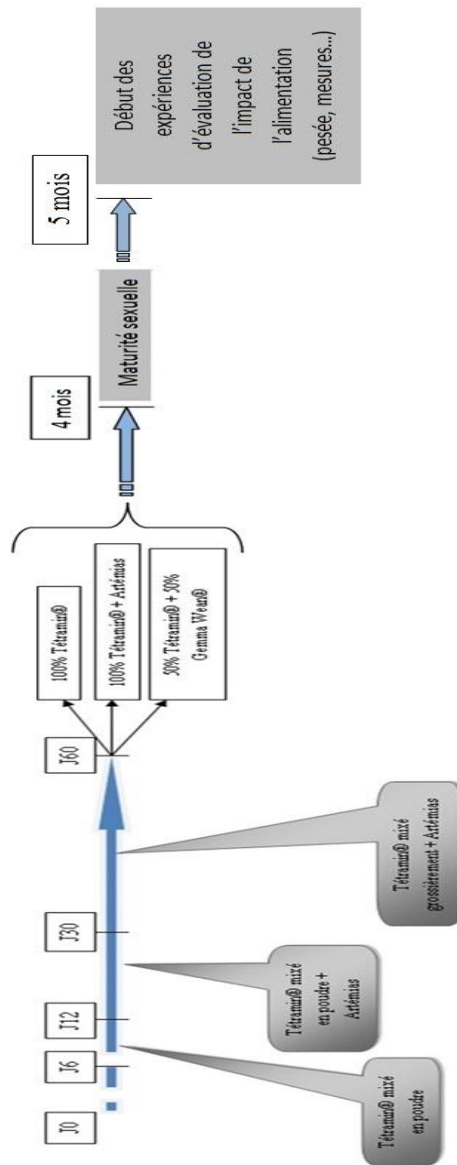 J0
J6
J12
J30
J60
Tétramin® mixé
en poudre
Tétramin® mixé
en poudre +
Artémias
Tétramin® mixé
grossièrement + Artémias
100% Tétramin®
100% Tétramin® + Artémias
50% Tétramin® + 50%
Gemma Wean®
4 mois
Maturité sexuelle
5 mois
Début des
expériences
d'évaluation de
l'impact de
l'alimentation
(pesée, mesures...)